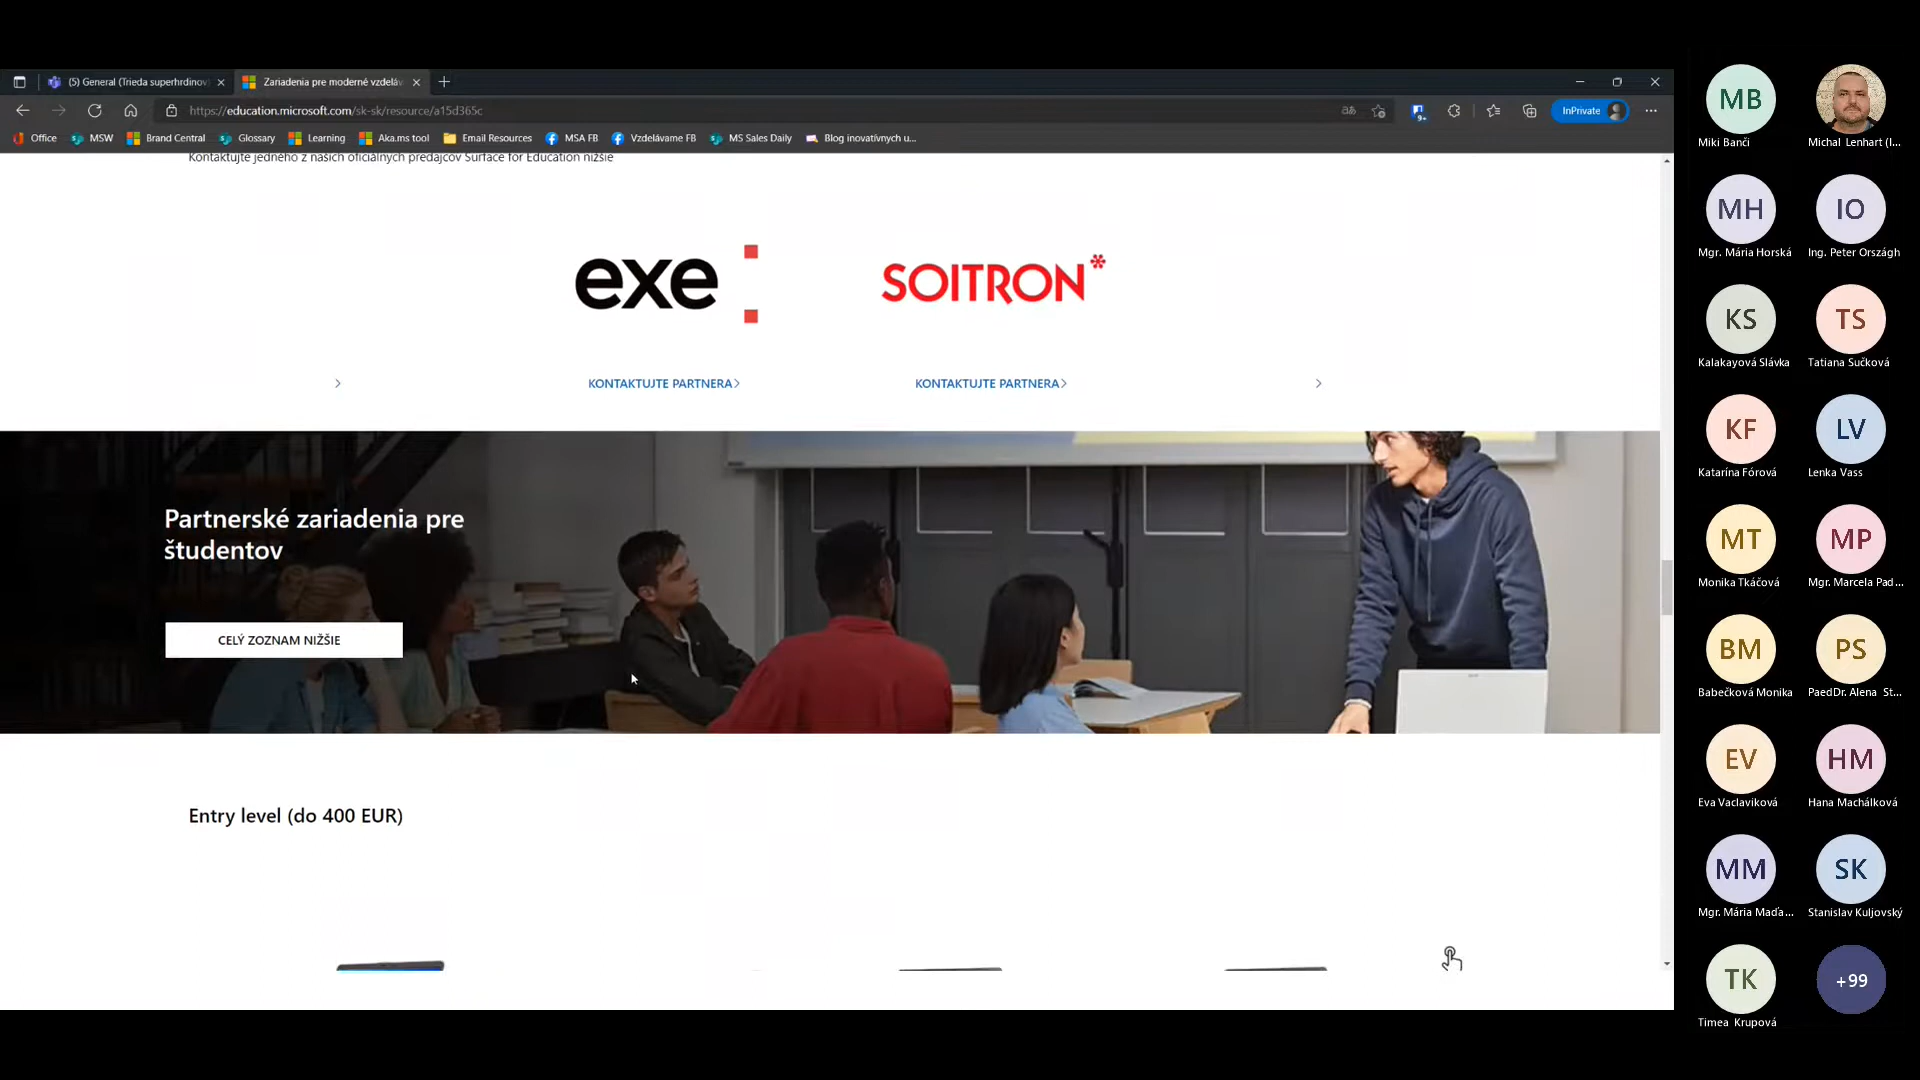 (5) General (Trieda superhrdinov
Zariadenia pre moderné vzdeláv
https://education.microsoft.com/sk-sk/resource/a15d365c
InPrivate
Office
MSW
Brand Central
Glossary
Learning
Aka.ms tool
Email Resources
MSA FB
Vzdelávame FB
MS Sales Daily
Blog inovatívnych u...
Kontaktujte jedného z našich oficiálnych predajcov Surface for Education nižšie
exe
SOITRON*
KONTAKTUJTE PARTNERA
KONTAKTUJTE PARTNERA
Partnerské zariadenia pre
študentov
CELÝ ZOZNAM NIŽŠIE
Entry level (do 400 EUR)
MB
Miki Banči
Michal Lenhart (I...
MH
Mgr. Mária Horská
IO
Ing. Peter Országh
KS
Kalakayová Slávka
TS
Tatiana Sučková
KF
Katarína Fórová
LV
Lenka Vass
MT
Monika Tkáčová
MP
Mgr. Marcela Pad...
BM
Babečková Monika
PS
PaedDr. Alena St...
EV
Eva Vaclaviková
HM
Hana Machálková
MM
Mgr. Mária Maďa...
SK
Stanislav Kuljovský
TK
Timea Krupová
+99